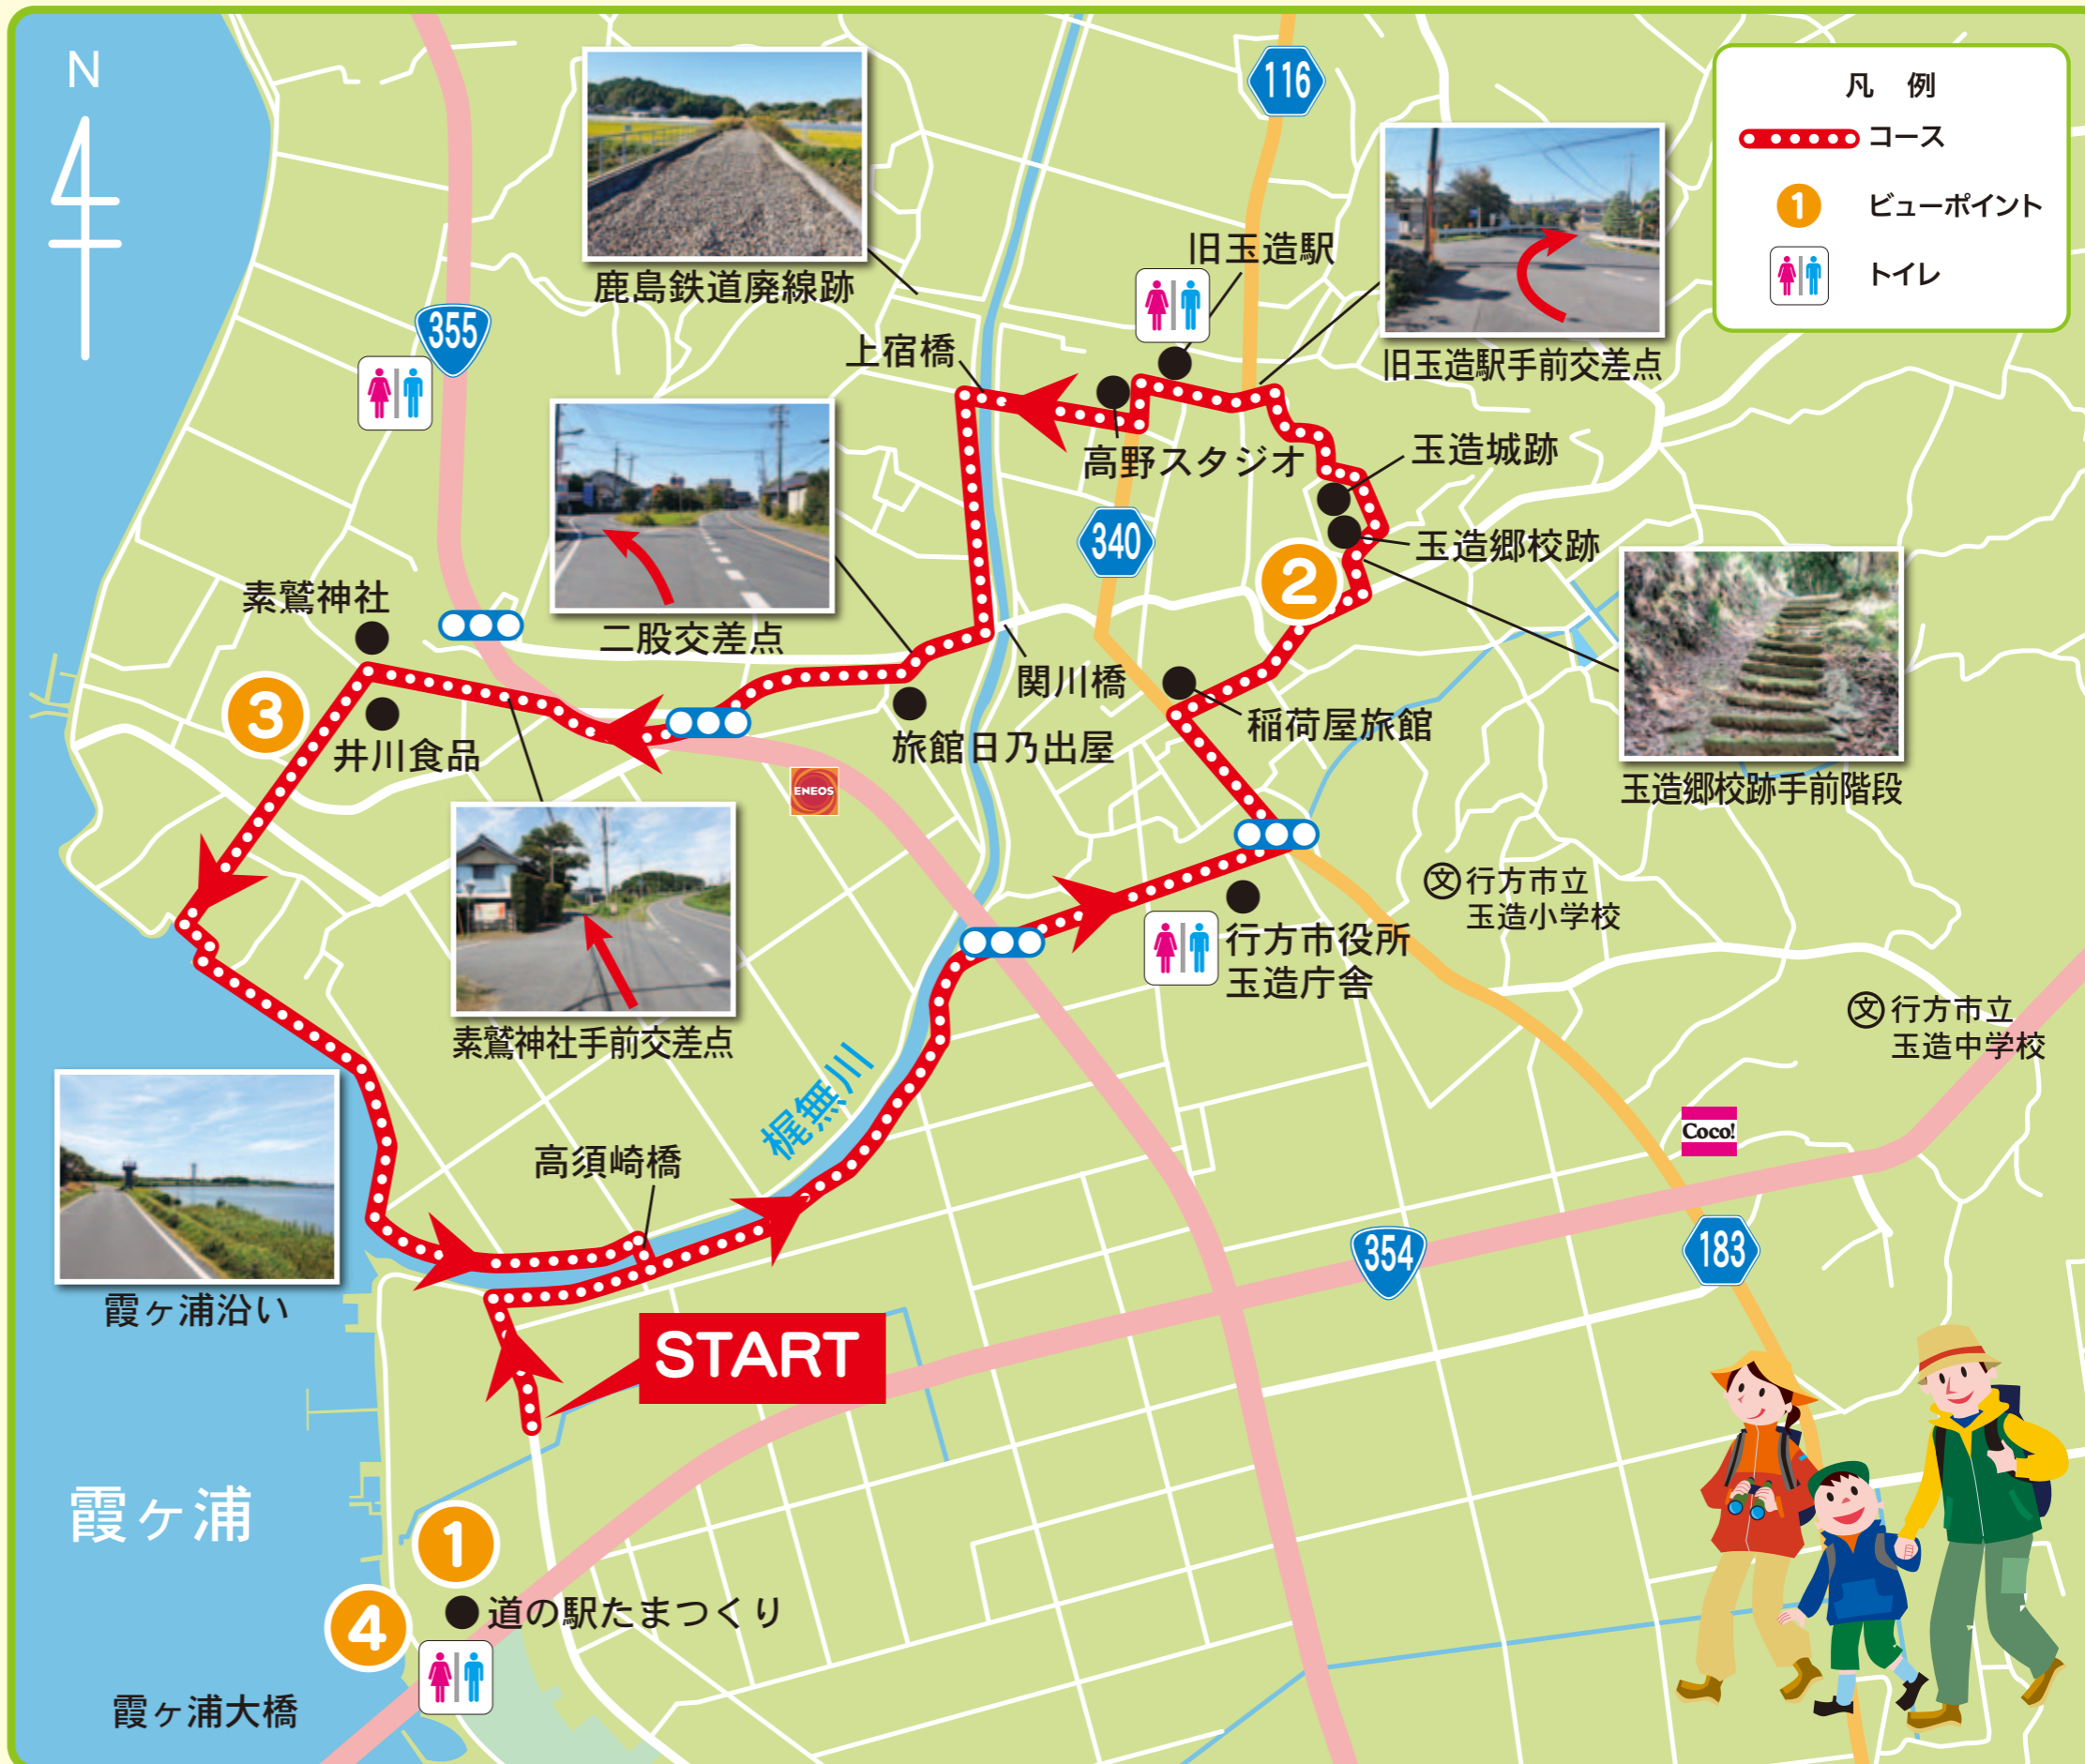 N
116
凡 例
コース
1
ビューポイント
トイレ
旧玉造駅
鹿島鉄道廃線跡
355
上宿橋
旧玉造駅手前交差点
高野スタジオ
玉造城跡
340
玉造郷校跡
2
素鷲神社
二股交差点
関川橋
3
稲荷屋旅館
井川食品
旅館日乃出屋
ENEOS
玉造郷校跡手前階段
文 行方市立
玉造小学校
行方市役所
玉造庁舎
文 行方市立
玉造中学校
素鷲神社手前交差点
梶無川
Coco!
高須崎橋
354
183
霞ヶ浦沿い
START
霞ヶ浦
1
4
道の駅たまつくり
霞ヶ浦大橋